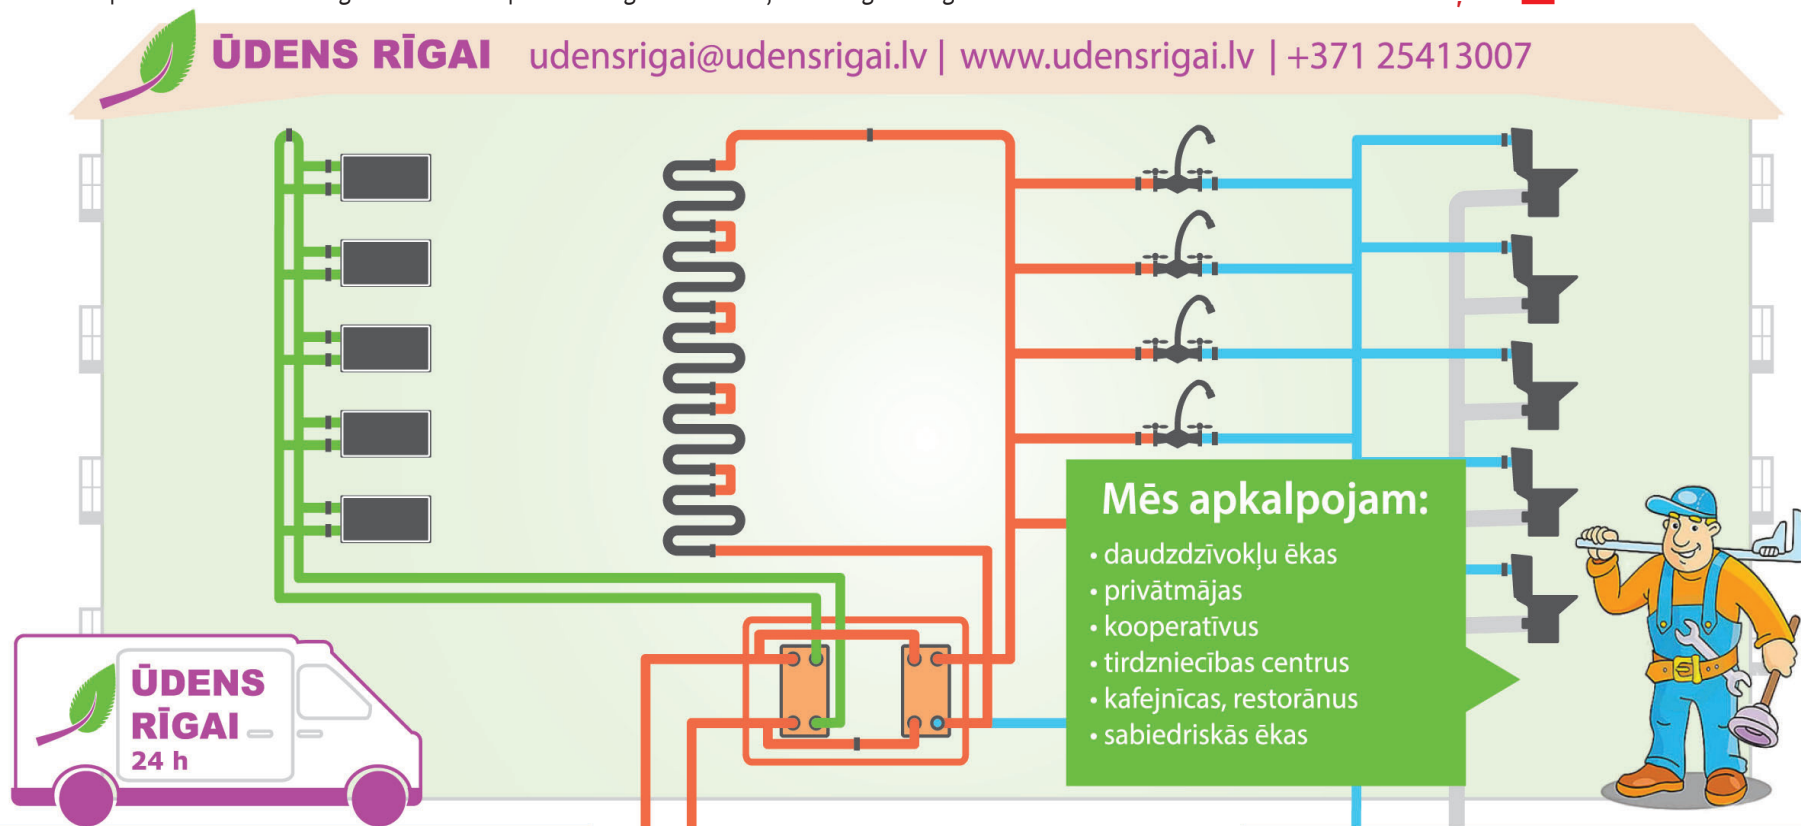 ŪDENS RĪGAI udensrigai@udensrigai.lv | www.udensrigai.lv | +371 25413007
Mēs apkalpojam:
• daudzdzīvokļu ēkas
• privātmājas
• kooperatīvus
• tirdzniecības centrus
• kafejnīcas, restorānus
• sabiedriskās ēkas
ŪDENS
RĪGAI
24 h